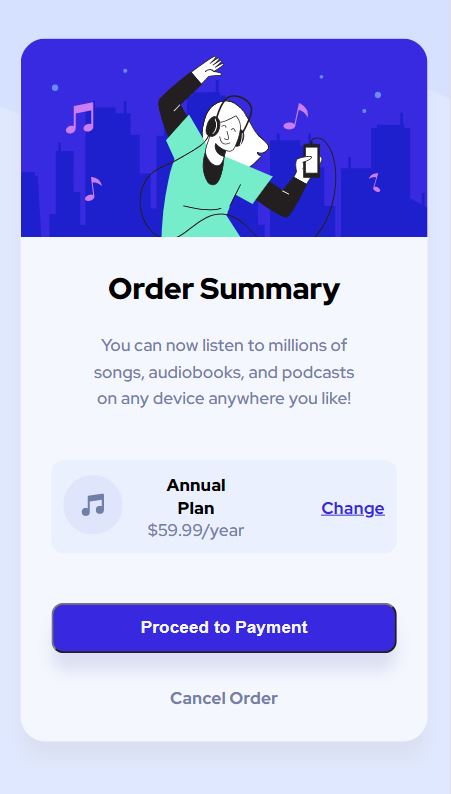 Order Summary
You can now listen to millions of
songs, audiobooks, and podcasts
on any device anywhere you like!
Annual
Plan
$59.99/year
Change
Proceed to Payment
Cancel Order